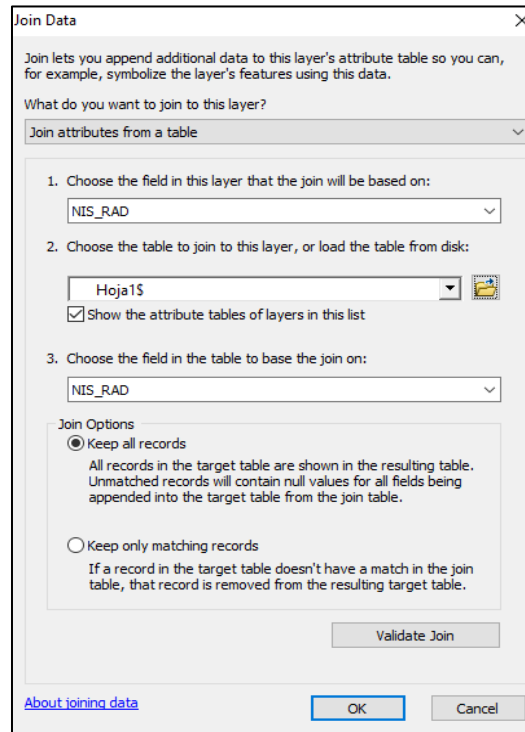 Join Data
Join lets you append additional data to this layer's attribute table so you can,
for example, symbolize the layer's features using this data.
What do you want to join to this layer?
Join attributes from a table
1. Choose the field in this layer that the join will be based on:
NIS_RAD
2. Choose the table to join to this layer, or load the table from disk:
Hoja1$
Show the attribute tables of layers in this list
3. Choose the field in the table to base the join on:
NIS_RAD
Join Options
Keep all records
All records in the target table are shown in the resulting table.
Unmatched records will contain null values for all fields being
appended into the target table from the join table.
Keep only matching records
If a record in the target table doesn't have a match in the join
table, that record is removed from the resulting target table.
Validate Join
About joining data
OK
Cancel